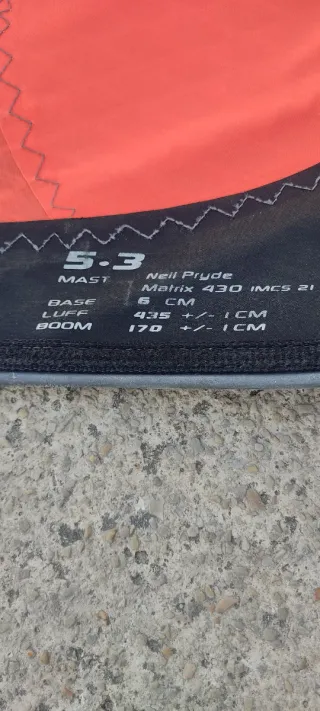 5.3
MAST Neil Pryde
Matrix 430 IMCS 21
BASE 6 CM
LUFF 435 +/- 1 CM
BOOM 170 +/- 1 CM